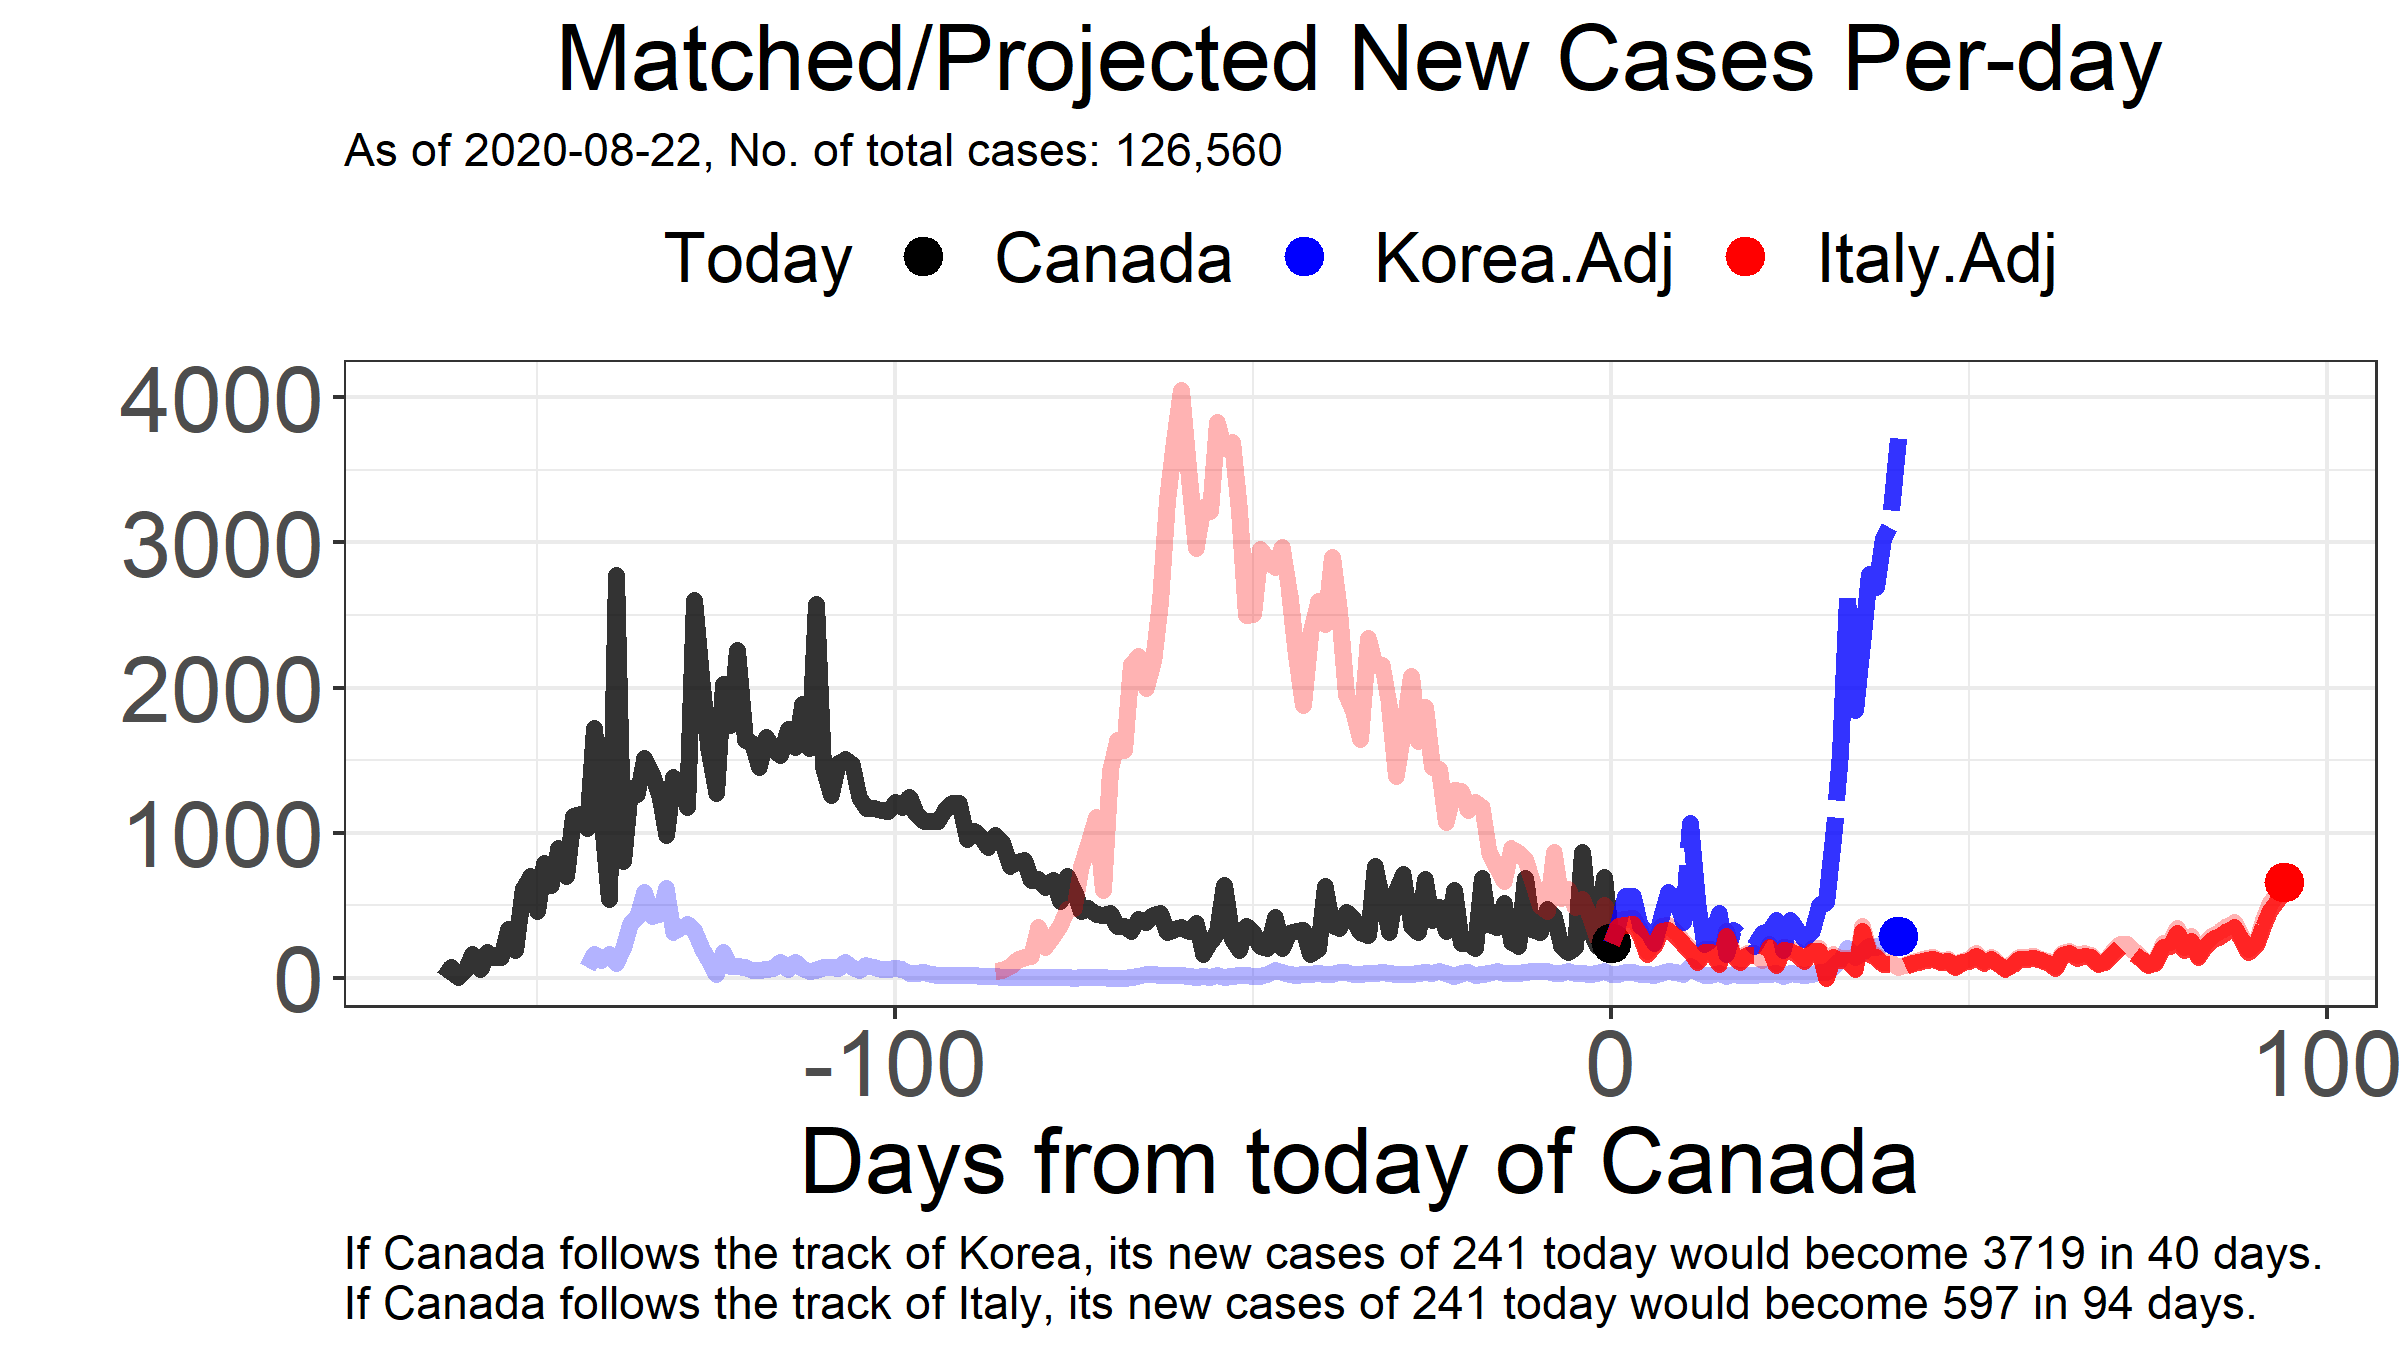 Matched/Projected New Cases Per-day
As of 2020-08-22, No. of total cases: 126,560
Today Canada Korea.Adj Italy.Adj
4000
3000
2000
1000
0
-100 0 100
Days from today of Canada
If Canada follows the track of Korea, its new cases of 241 today would become 3719 in 40 days.
If Canada follows the track of Italy, its new cases of 241 today would become 597 in 94 days.